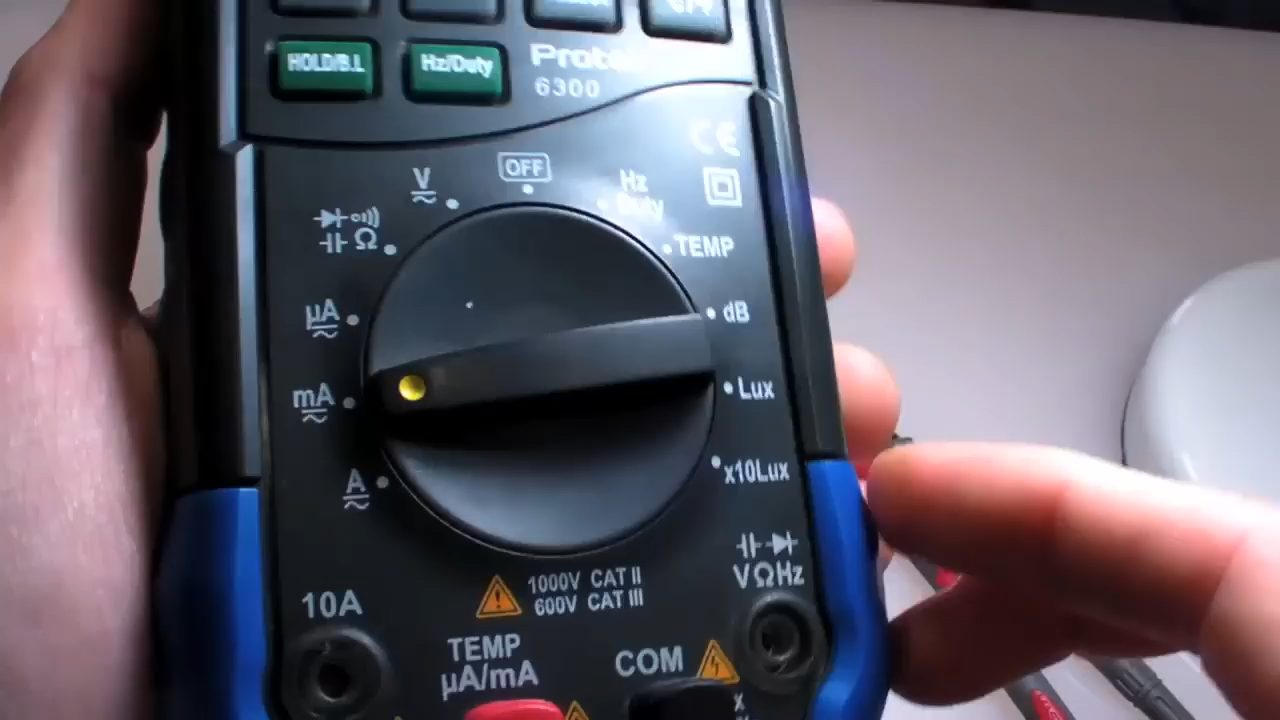 HOLD/B.L
Hz/Duty
6300
CE
OFF
V
Hz
Duty
Ω
TEMP
µA
dB
mA
Lux
A
x10Lux
VΩHz
1000V CAT II
600V CAT III
10A
TEMP
µA/mA
COM